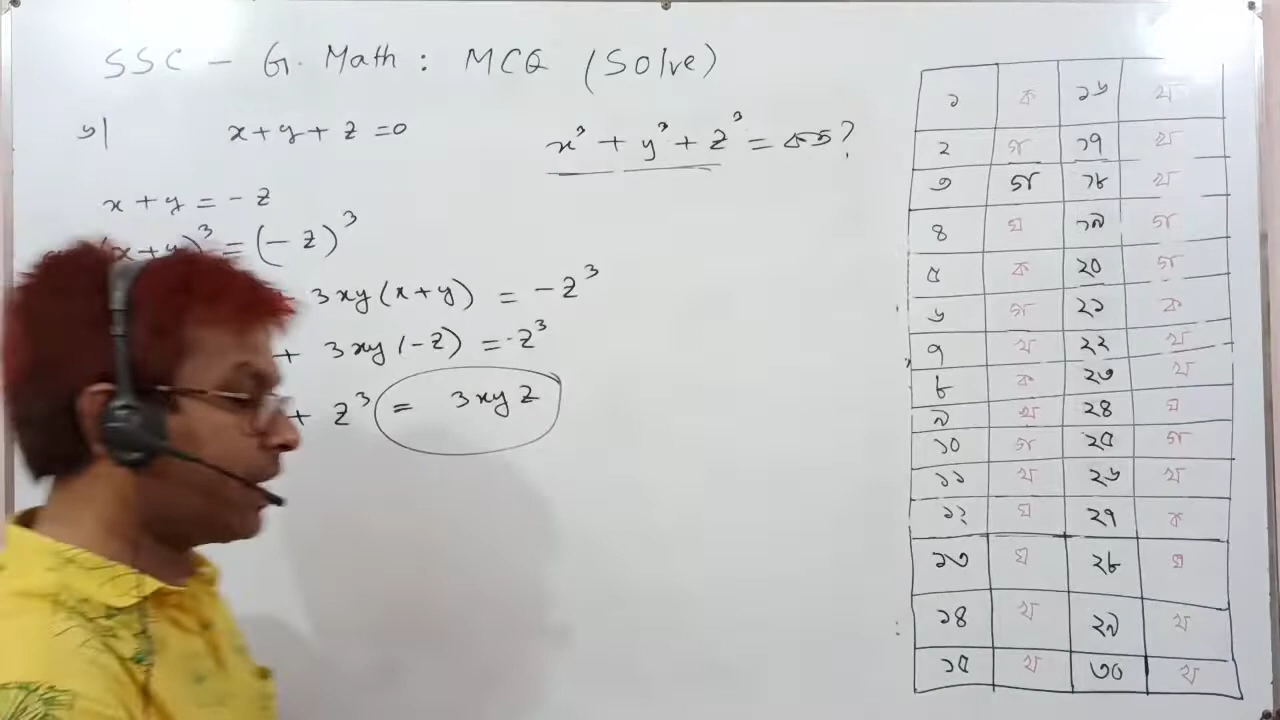 SSC - G. Math : MCQ (Solve)
৬| x+y+z=0 x³+y³+z³ = কত?
x+y = -z
(x+y)³ = (-z)³
3xy(x+y) = -z³
+ 3xy(-z) = -z³
+ z³ = 3xyz
১ ক ১৬ খ
২ গ ১৭ খ
৩ গ ১৮ খ
৪ ঘ ১৯ গ
৫ ক ২০ গ
৬ গ ২১ ক
৭ খ ২২ খ
৮ ক ২৩ খ
৯ খ ২৪ ঘ
১০ গ ২৫ গ
১১ খ ২৬ খ
১২ ঘ ২৭ ক
১৩ ঘ ২৮
১৪ খ ২৯ খ
১৫ খ ৩০ খ